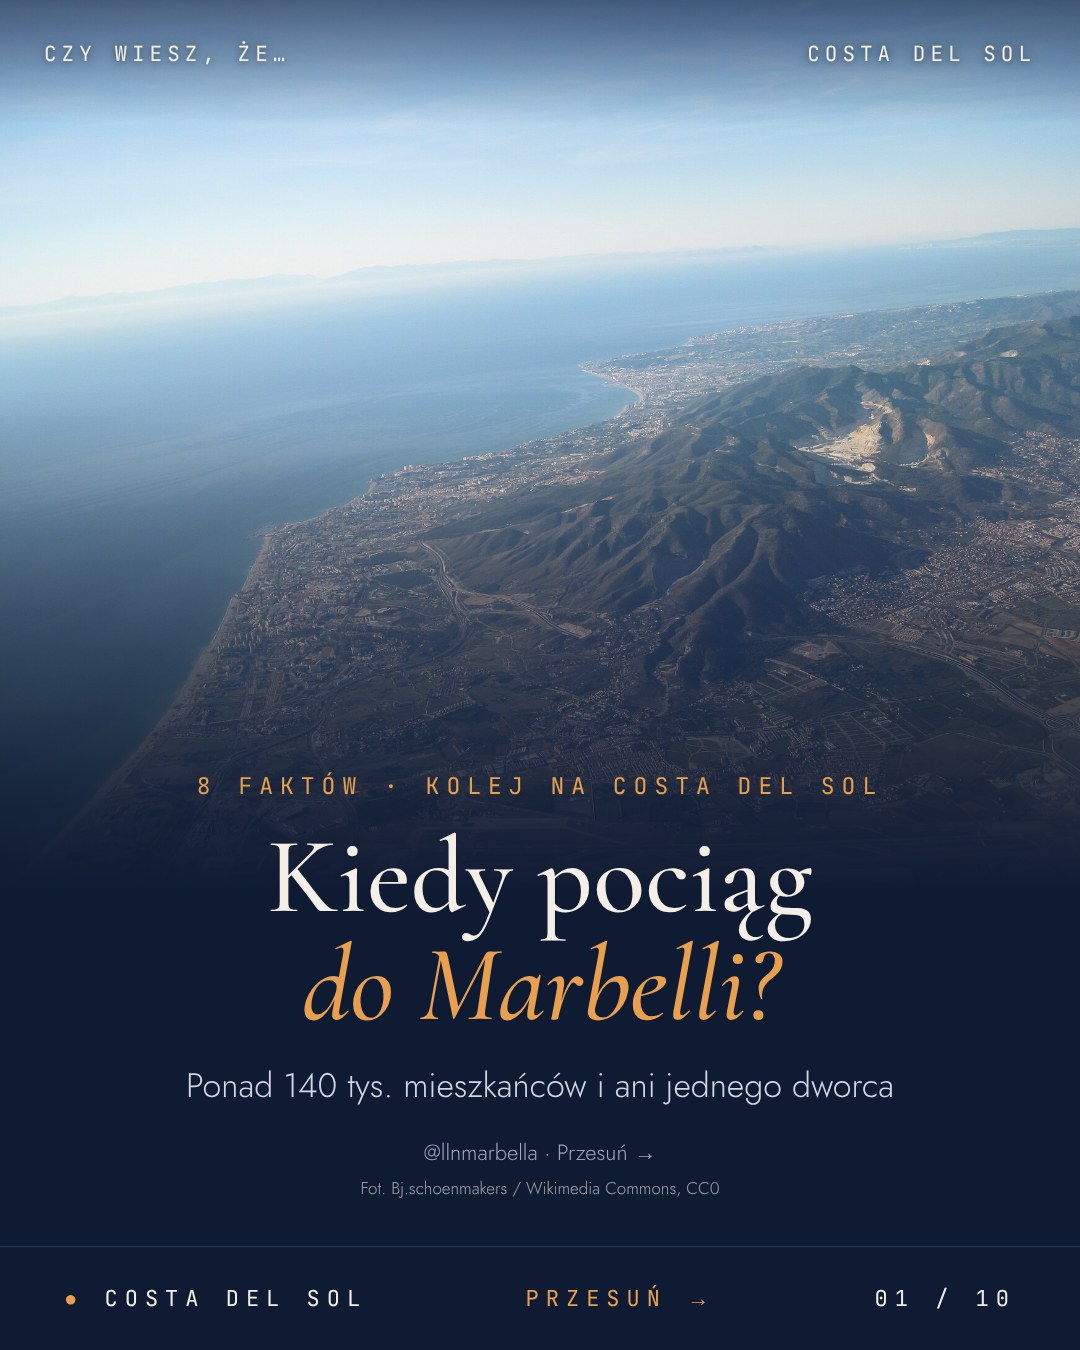 CZY WIESZ, ŻE…
COSTA DEL SOL
8 FAKTÓW · KOLEJ NA COSTA DEL SOL
Kiedy pociąg
do Marbelli?
Ponad 140 tys. mieszkańców i ani jednego dworca
@llnmarbella · Przesuń →
Fot. Bj.schoenmakers / Wikimedia Commons, CC0
• COSTA DEL SOL
PRZESUŃ →
01 / 10